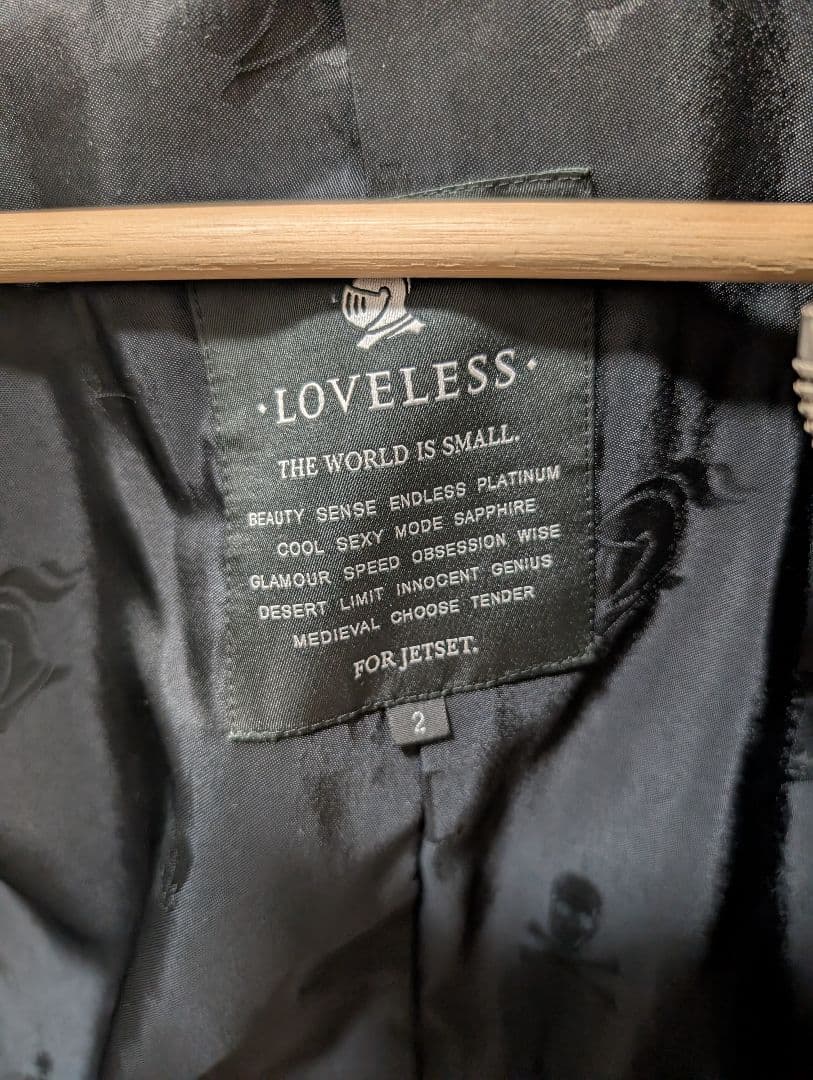 ·LOVELESS·
THE WORLD IS SMALL.
BEAUTY SENSE ENDLESS PLATINUM
COOL SEXY MODE SAPPHIRE
GLAMOUR SPEED OBSESSION WISE
DESERT LIMIT INNOCENT GENIUS
MEDIEVAL CHOOSE TENDER
FOR JETSET.
2